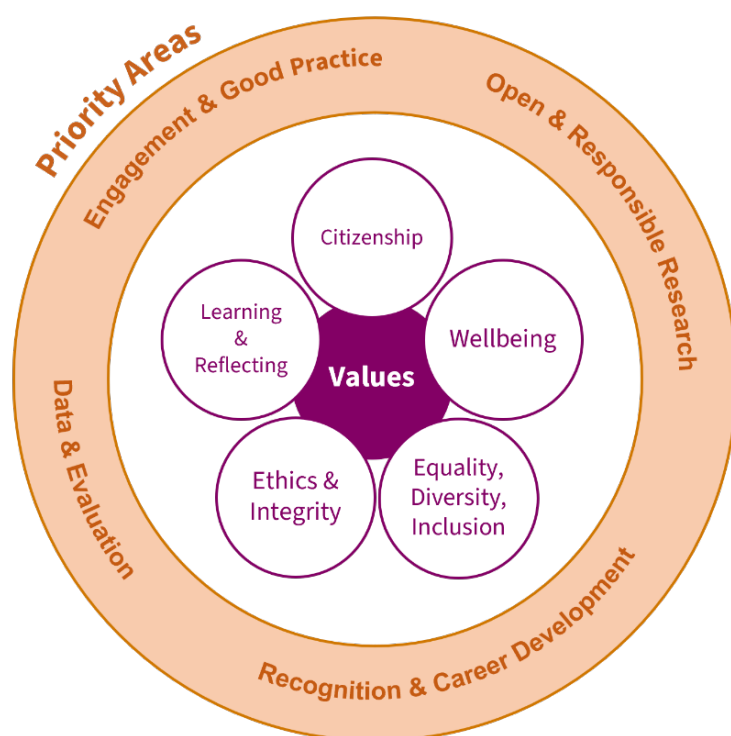 Priority Areas
Engagement & Good Practice
Open & Responsible Research
Citizenship
Learning
&
Reflecting
Wellbeing
Values
Ethics &
Integrity
Equality,
Diversity,
Inclusion
Data & Evaluation
Recognition & Career Development